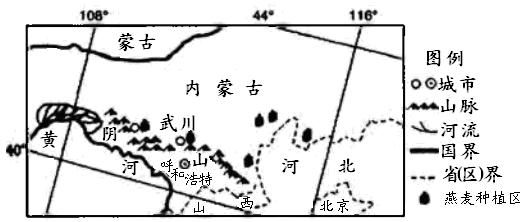 108°
44°
116°
蒙古
内蒙古
黄
阴
武川
40°
河
呼和浩特
山
河北
山西
北京
图例
城市
山脉
河流
国界
省(区)界
燕麦种植区